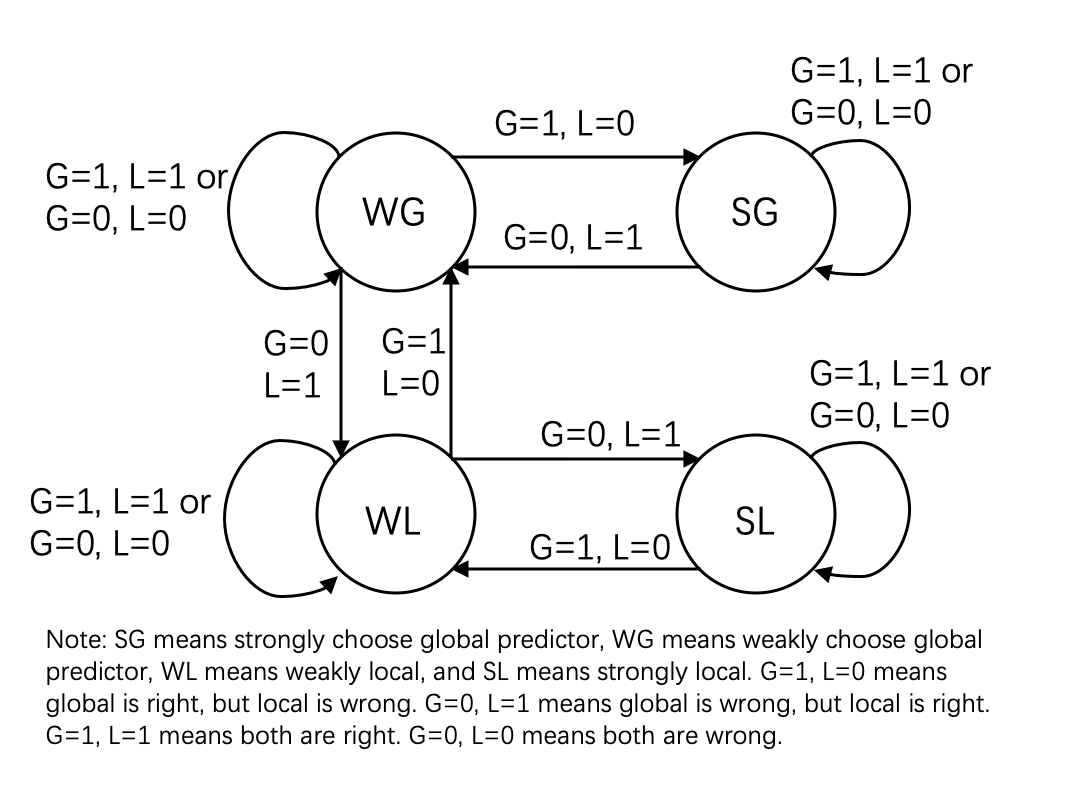 G=1, L=1 or
G=0, L=0
G=1, L=0
G=1, L=1 or
G=0, L=0
WG
SG
G=0, L=1
G=0
L=1
G=1
L=0
G=1, L=1 or
G=0, L=0
G=0, L=1
G=1, L=1 or
G=0, L=0
WL
SL
G=1, L=0
Note: SG means strongly choose global predictor, WG means weakly choose global
predictor, WL means weakly local, and SL means strongly local. G=1, L=0 means
global is right, but local is wrong. G=0, L=1 means global is wrong, but local is right.
G=1, L=1 means both are right. G=0, L=0 means both are wrong.